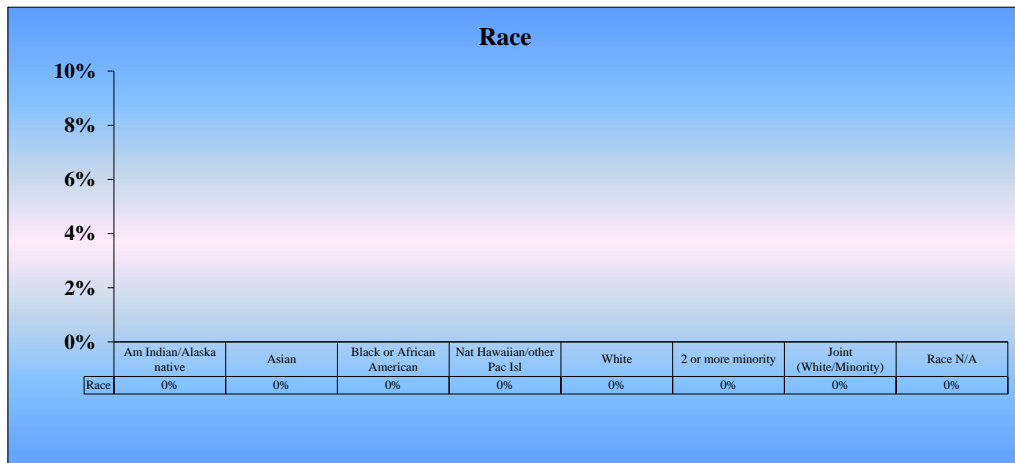 Race
10%
8%
6%
4%
2%
0%
Am Indian/Alaska
native
Asian
Black or African
American
Nat Hawaiian/other
Pac Isl
White
2 or more minority
Joint
(White/Minority)
Race N/A
Race 0% 0% 0% 0% 0% 0% 0% 0%